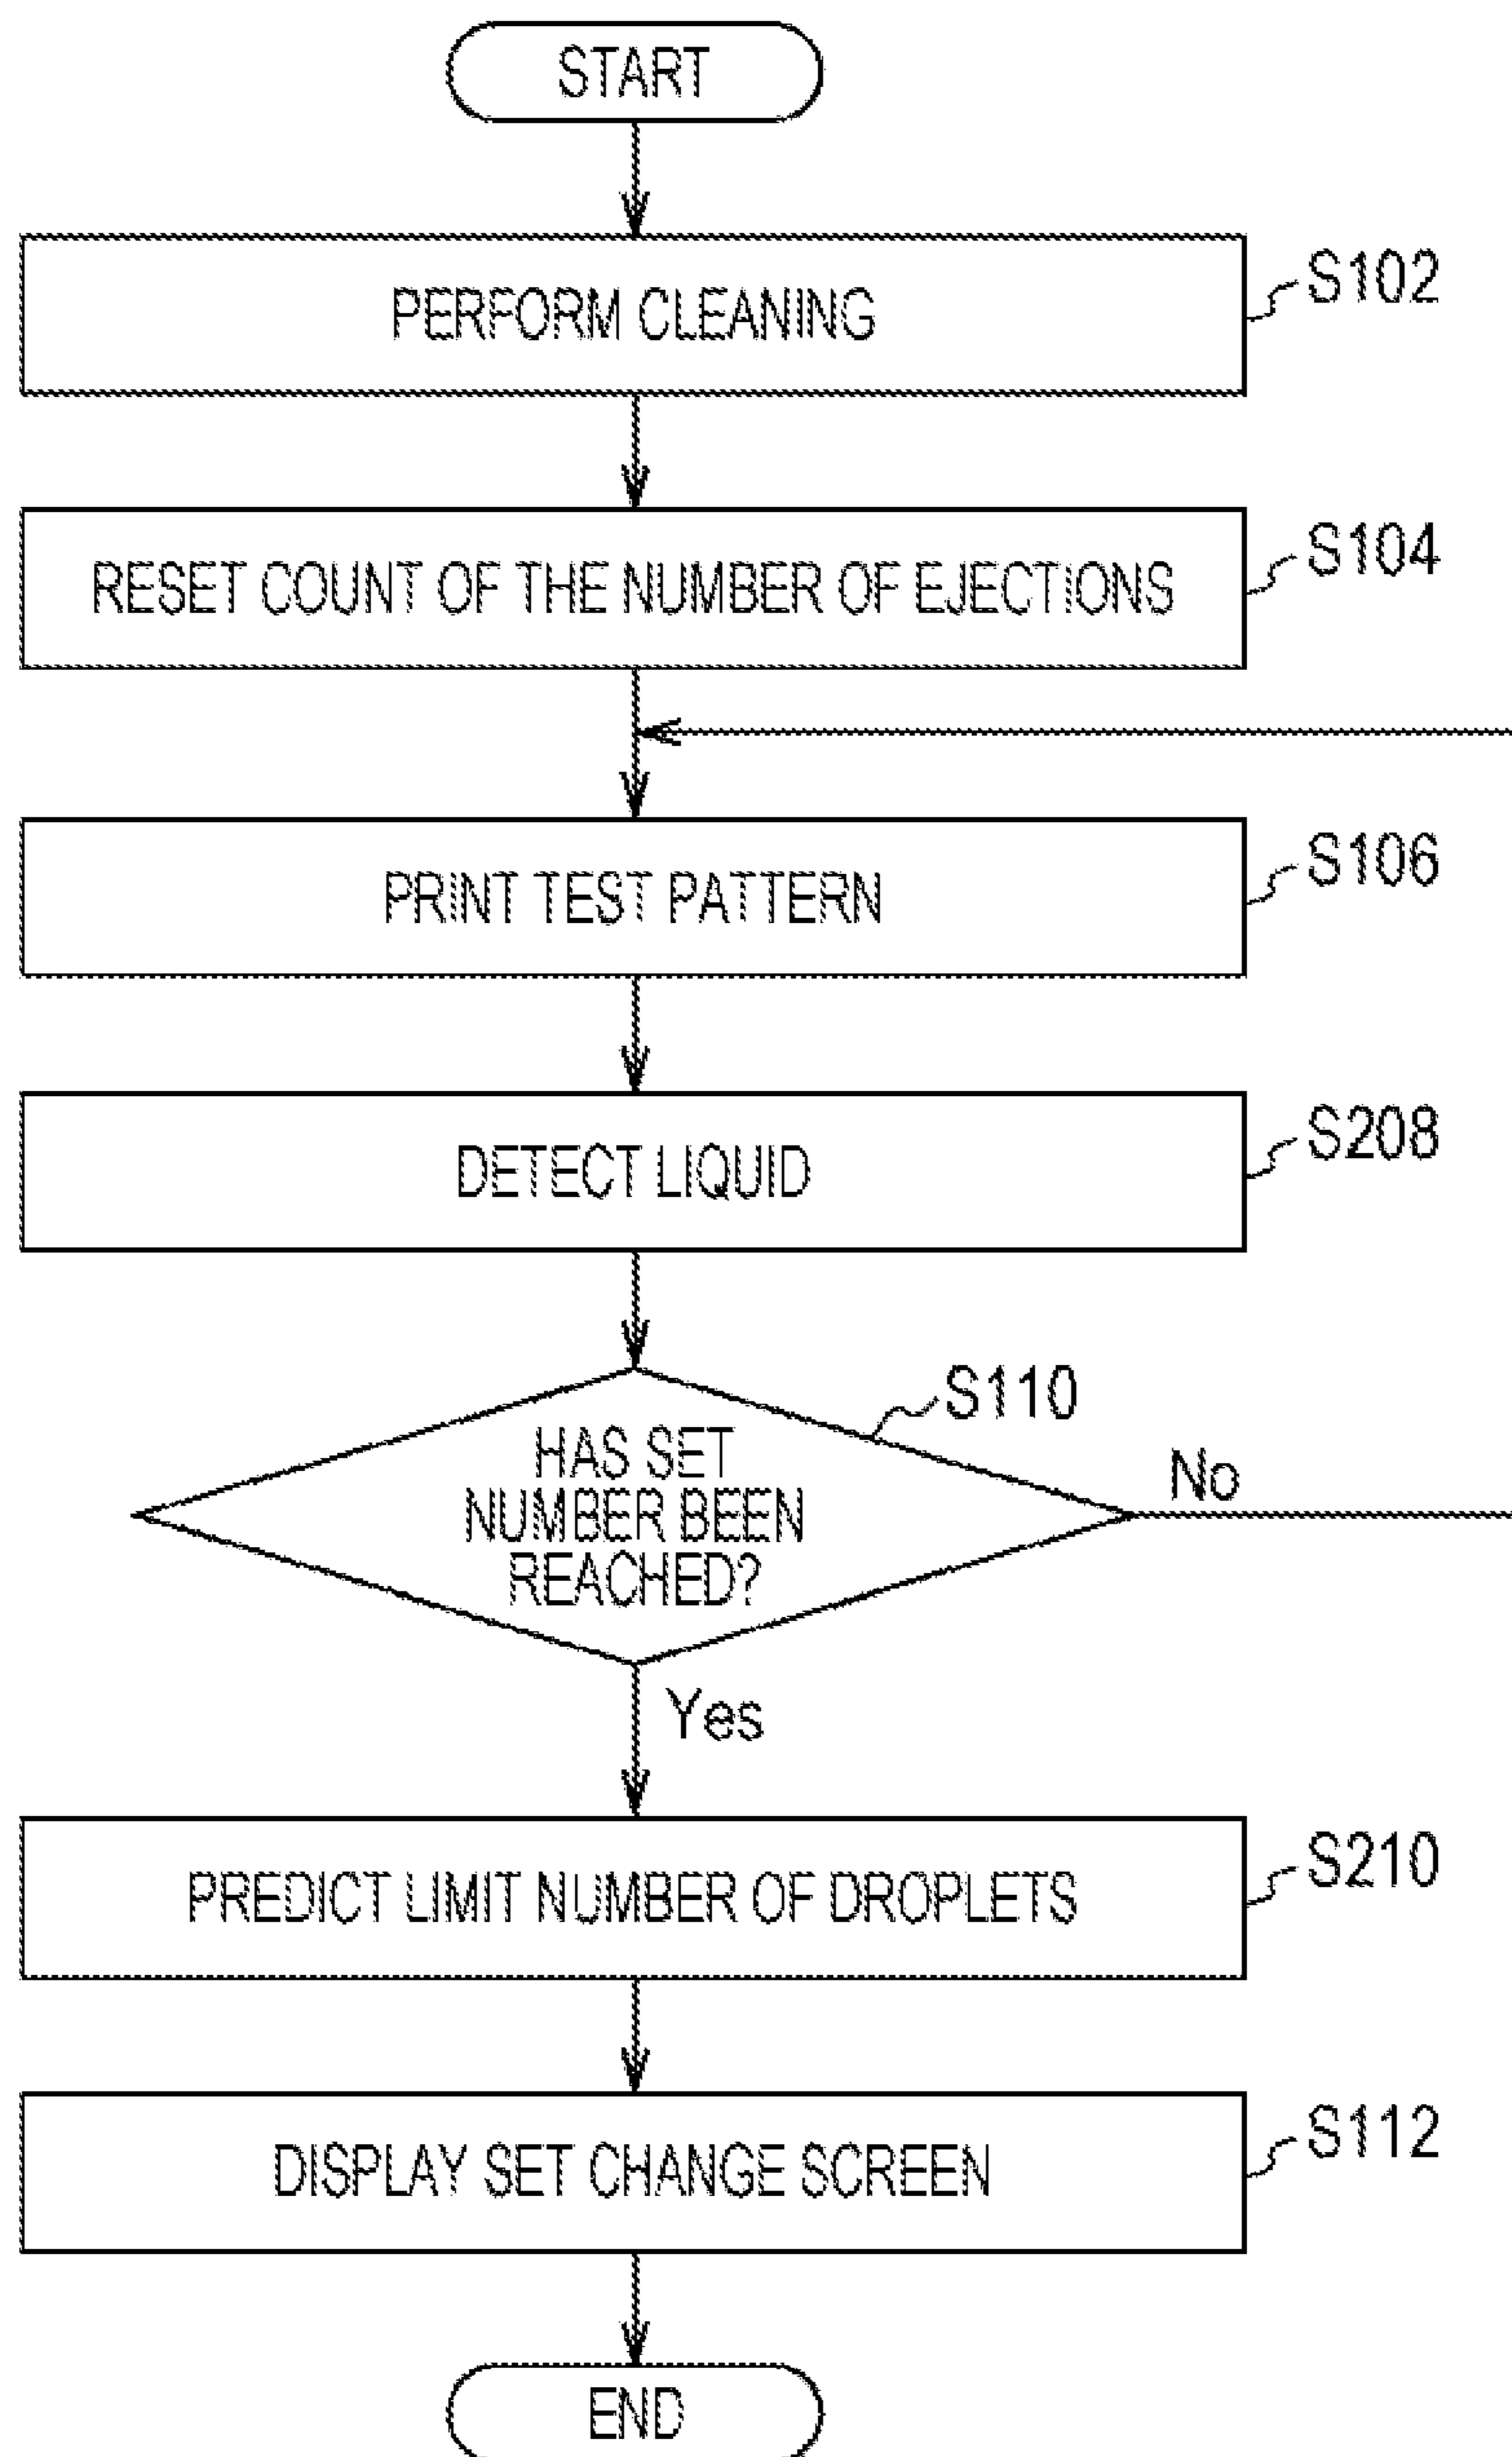 START
PERFORM CLEANING
S102
RESET COUNT OF THE NUMBER OF EJECTIONS
S104
PRINT TEST PATTERN
S106
DETECT LIQUID
S208
S110
HAS SET
NUMBER BEEN
REACHED?
No
Yes
PREDICT LIMIT NUMBER OF DROPLETS
S210
DISPLAY SET CHANGE SCREEN
S112
END